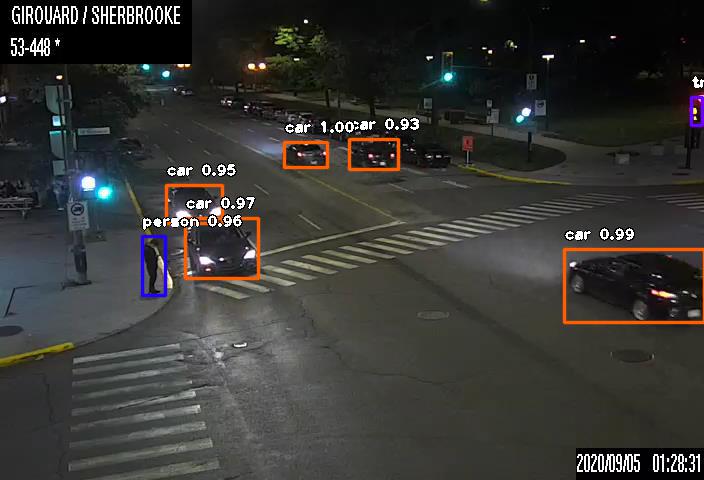 GIROUARD / SHERBROOKE
53-448 *
tr
car 1.00
car 0.93
car 0.95
car 0.97
person 0.96
car 0.99
2020/09/05 01:28:31